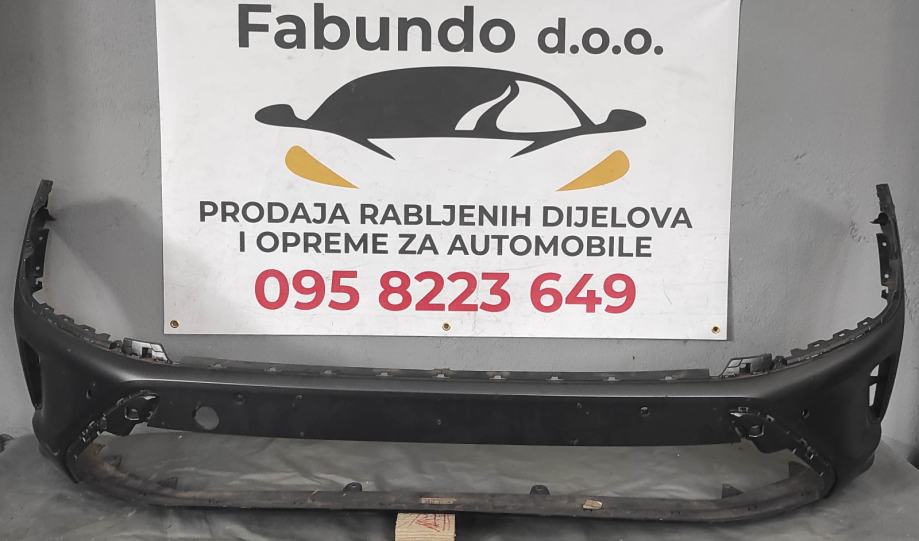 Fabundo d.o.o.
PRODAJA RABLJENIH DIJELOVA
I OPREME ZA AUTOMOBILE
095 8223 649